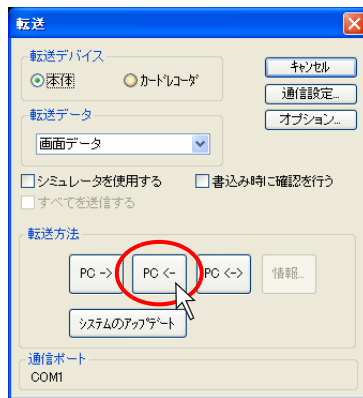 転送
転送デバイス
本体 カードレコーダ
キャンセル
通信設定...
オプション...
転送データ
画面データ
シミュレータを使用する 書込み時に確認を行う
すべてを送信する
転送方法
PC -> PC <- PC <-> 情報...
システムのアップデート
通信ポート
COM1